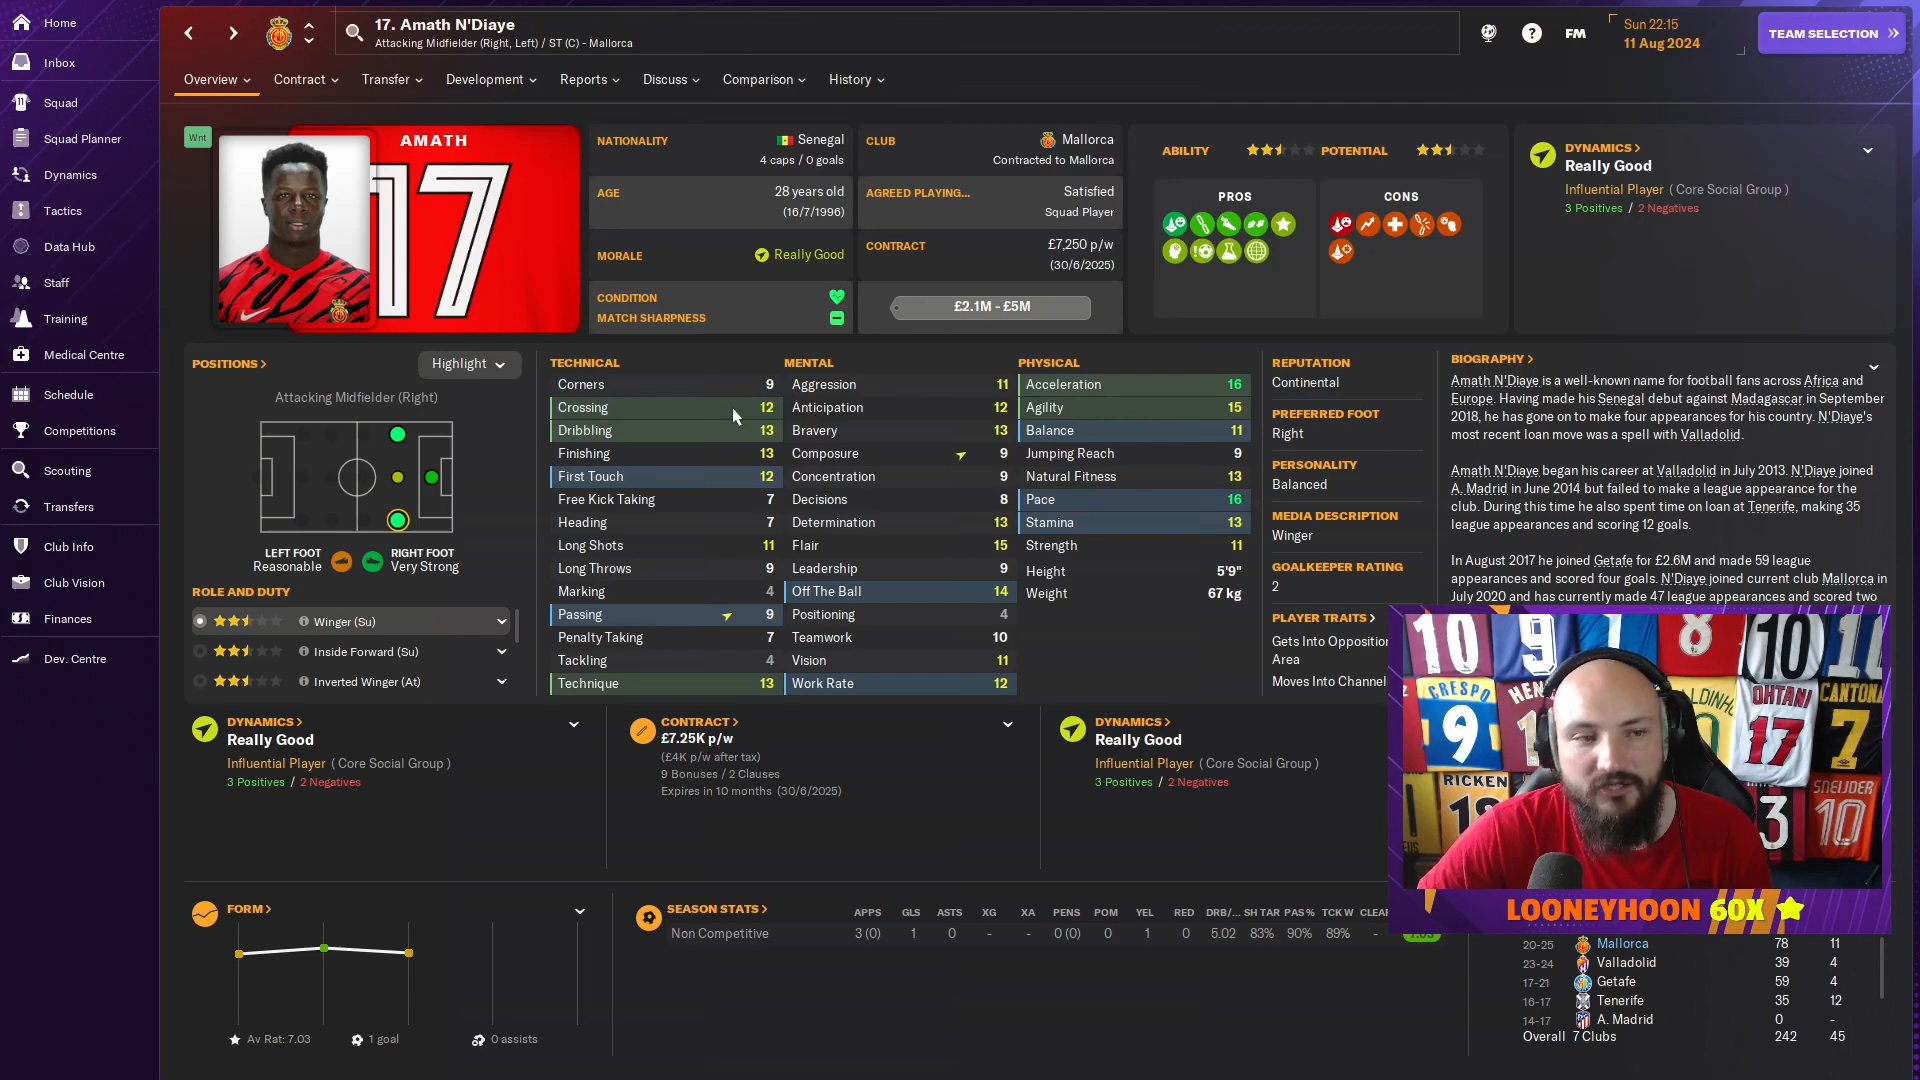 Home
Inbox
Squad
Squad Planner
Dynamics
Tactics
Data Hub
Staff
Training
Medical Centre
Schedule
Competitions
Scouting
Transfers
Club Info
Club Vision
Finances
Dev. Centre
17. Amath N'Diaye
Attacking Midfielder (Right, Left) / ST (C) - Mallorca
FM
Sun 22:15
11 Aug 2024
TEAM SELECTION
Overview
Contract
Transfer
Development
Reports
Discuss
Comparison
History
Wnt
AMATH
17
NATIONALITY
Senegal
4 caps / 0 goals
AGE
28 years old
(16/7/1996)
MORALE
Really Good
CONDITION
MATCH SHARPNESS
CLUB
Mallorca
Contracted to Mallorca
AGREED PLAYING...
Satisfied
Squad Player
CONTRACT
£7,250 p/w
(30/6/2025)
£2.1M - £5M
ABILITY
POTENTIAL
PROS
CONS
DYNAMICS >
Really Good
Influential Player ( Core Social Group )
3 Positives / 2 Negatives
POSITIONS >
Highlight
Attacking Midfielder (Right)
LEFT FOOT
Reasonable
RIGHT FOOT
Very Strong
ROLE AND DUTY
Winger (Su)
Inside Forward (Su)
Inverted Winger (At)
TECHNICAL
Corners 9
Crossing 12
Dribbling 13
Finishing 13
First Touch 12
Free Kick Taking 7
Heading 7
Long Shots 11
Long Throws 9
Marking 4
Passing 9
Penalty Taking 7
Tackling 4
Technique 13
MENTAL
Aggression 11
Anticipation 12
Bravery 13
Composure 9
Concentration 9
Decisions 8
Determination 13
Flair 15
Leadership 9
Off The Ball 14
Positioning 4
Teamwork 10
Vision 11
Work Rate 12
PHYSICAL
Acceleration 16
Agility 15
Balance 11
Jumping Reach 9
Natural Fitness 13
Pace 16
Stamina 13
Strength 11
Height 5'9"
Weight 67 kg
REPUTATION
Continental
PREFERRED FOOT
Right
PERSONALITY
Balanced
MEDIA DESCRIPTION
Winger
GOALKEEPER RATING
2
PLAYER TRAITS >
Gets Into Opposition
Area
Moves Into Channel
BIOGRAPHY >
Amath N'Diaye is a well-known name for football fans across Africa and
Europe. Having made his Senegal debut against Madagascar in September
2018, he has gone on to make four appearances for his country. N'Diaye's
most recent loan move was a spell with Valladolid.
Amath N'Diaye began his career at Valladolid in July 2013. N'Diaye joined
A. Madrid in June 2014 but failed to make a league appearance for the
club. During this time he also spent time on loan at Tenerife, making 35
league appearances and scoring 12 goals.
In August 2017 he joined Getafe for £2.6M and made 59 league
appearances and scored four goals. N'Diaye joined current club Mallorca in
July 2020 and has currently made 47 league appearances and scored two
DYNAMICS >
Really Good
Influential Player ( Core Social Group )
3 Positives / 2 Negatives
CONTRACT >
£7.25K p/w
(£4K p/w after tax)
9 Bonuses / 2 Clauses
Expires in 10 months (30/6/2025)
DYNAMICS >
Really Good
Influential Player ( Core Social Group )
3 Positives / 2 Negatives
10 9 1 8 10
CRESPO
9
OHTANI
17
CANTONA
7
RICKEN
18
3
SNEIJDER
10
LOONEYHOON 60X
FORM >
Av Rat: 7.03
1 goal
0 assists
SEASON STATS >
APPS GLS ASTS XG XA PENS POM YEL RED DRB/... SH TAR PAS% TCK W CLEAR
Non Competitive 3 (0) 1 0 - - 0 (0) 0 1 0 5.02 83% 90% 89% - 7.03
20-25 Mallorca 78 11
23-24 Valladolid 39 4
17-21 Getafe 59 4
16-17 Tenerife 35 12
14-17 A. Madrid 0 -
Overall 7 Clubs 242 45